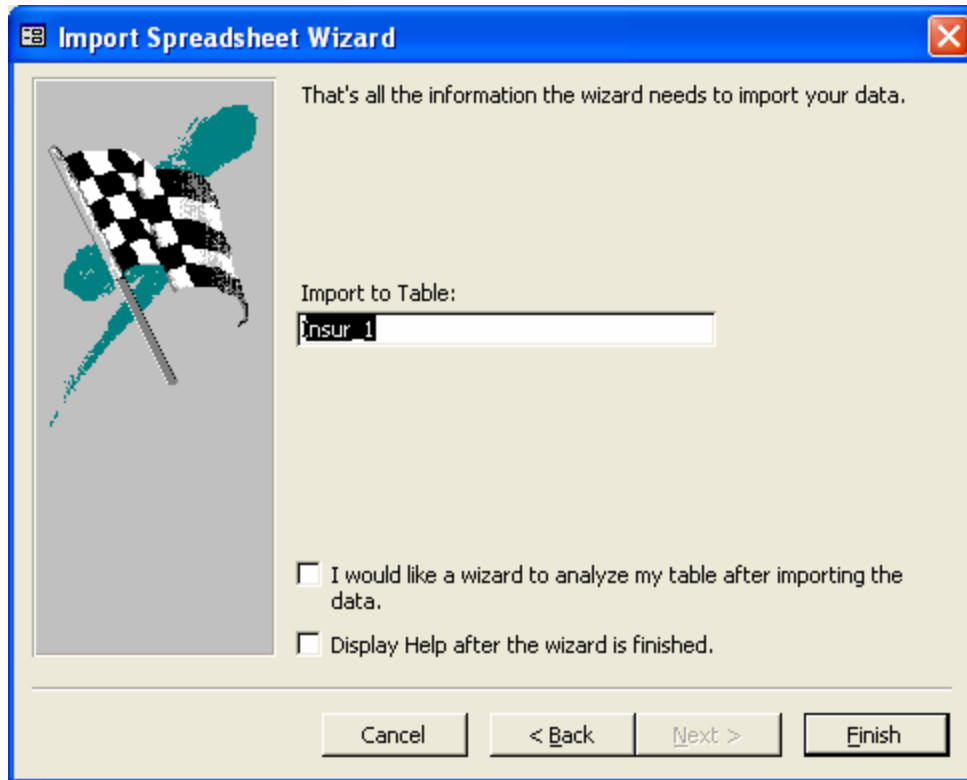 Import Spreadsheet Wizard
That's all the information the wizard needs to import your data.
Import to Table:
Insur_1
I would like a wizard to analyze my table after importing the
data.
Display Help after the wizard is finished.
Cancel
< Back
Next >
Finish